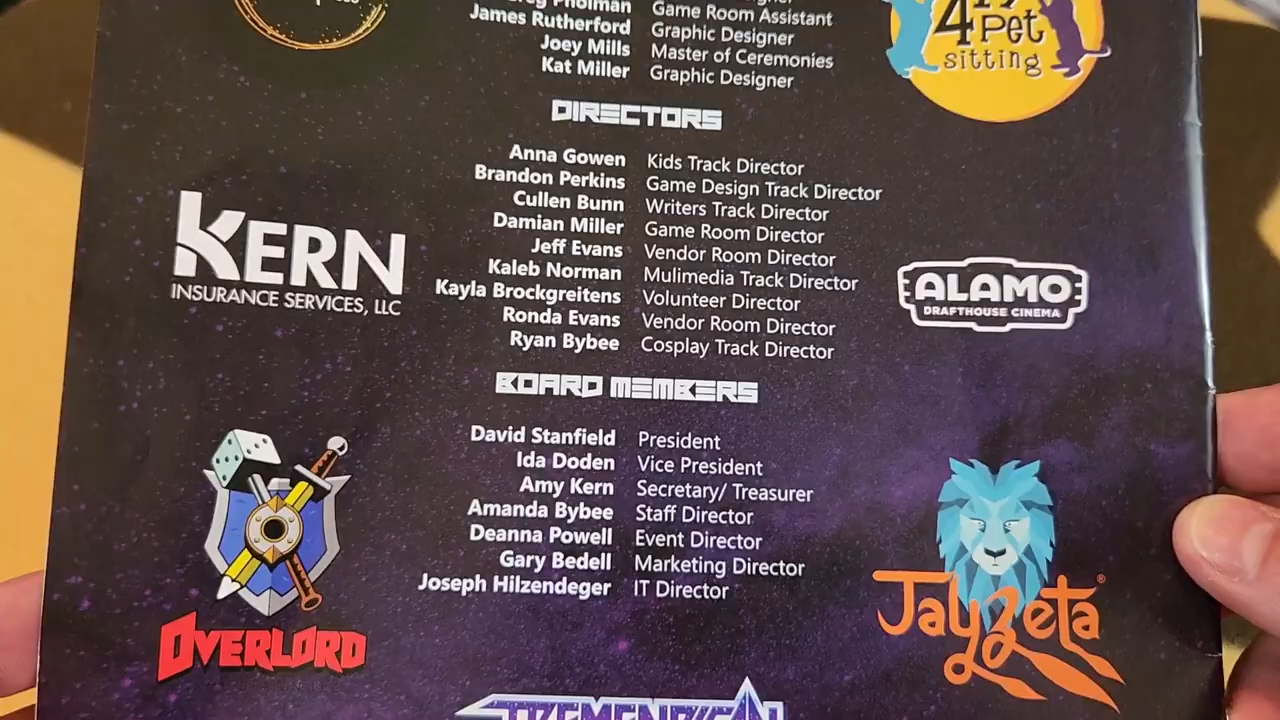 Game Room Assistant
James Rutherford Graphic Designer
Joey Mills Master of Ceremonies
Kat Miller Graphic Designer
4 Pet
sitting
DIRECTORS
Anna Gowen Kids Track Director
Brandon Perkins Game Design Track Director
Cullen Bunn Writers Track Director
Damian Miller Game Room Director
Jeff Evans Vendor Room Director
Kaleb Norman Mulimedia Track Director
Kayla Brockgreitens Volunteer Director
Ronda Evans Vendor Room Director
Ryan Bybee Cosplay Track Director
KERN
INSURANCE SERVICES, LLC
ALAMO
DRAFTHOUSE CINEMA
BOARD MEMBERS
David Stanfield President
Ida Doden Vice President
Amy Kern Secretary/ Treasurer
Amanda Bybee Staff Director
Deanna Powell Event Director
Gary Bedell Marketing Director
Joseph Hilzendeger IT Director
OVERLORD
Jayzeta®